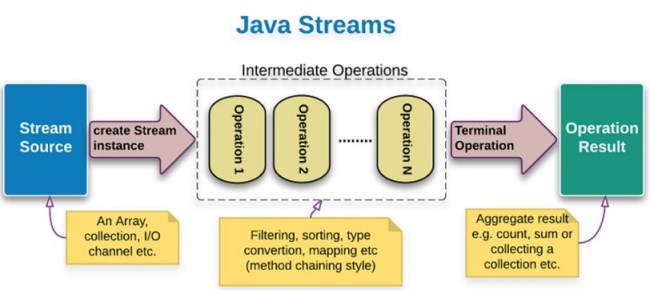 Java Streams
Intermediate Operations
Stream
Source
create Stream
instance
Operation 1
Operation 2
........
Operation N
Terminal
Operation
Operation
Result
An Array,
collection, I/O
channel etc.
Filtering, sorting, type
convertion, mapping etc
(method chaining style)
Aggregate result
e.g. count, sum or
collecting a
collection etc.